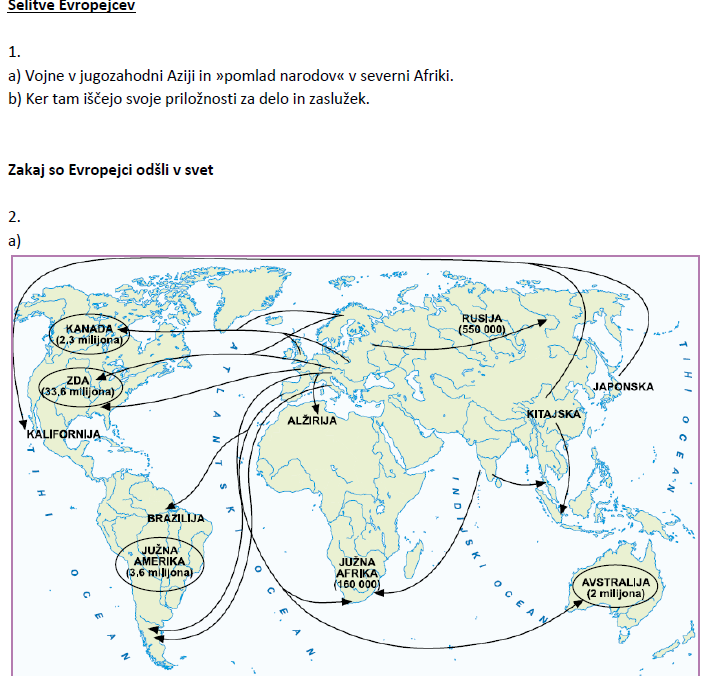 Selitve Evropejcev
1.
a) Vojne v jugozahodni Aziji in »pomlad narodov« v severni Afriki.
b) Ker tam iščejo svoje priložnosti za delo in zaslužek.
Zakaj so Evropejci odšli v svet
2.
a)
RUSIJA
(550 000)
KANADA
(2,3 milijona)
ZDA
(33,6 milijona)
JAPONSKA
KITAJSKA
ALŽIRIJA
KALIFORNIJA
BRAZILIJA
JUŽNA
AMERIKA
(3,6 milijona)
JUŽNA
AFRIKA
(160 000)
AVSTRALIJA
(2 milijona)
ATLANTSKI OCEAN
INDIJSKI OCEAN
TIHI OCEAN
TIHI OCEAN